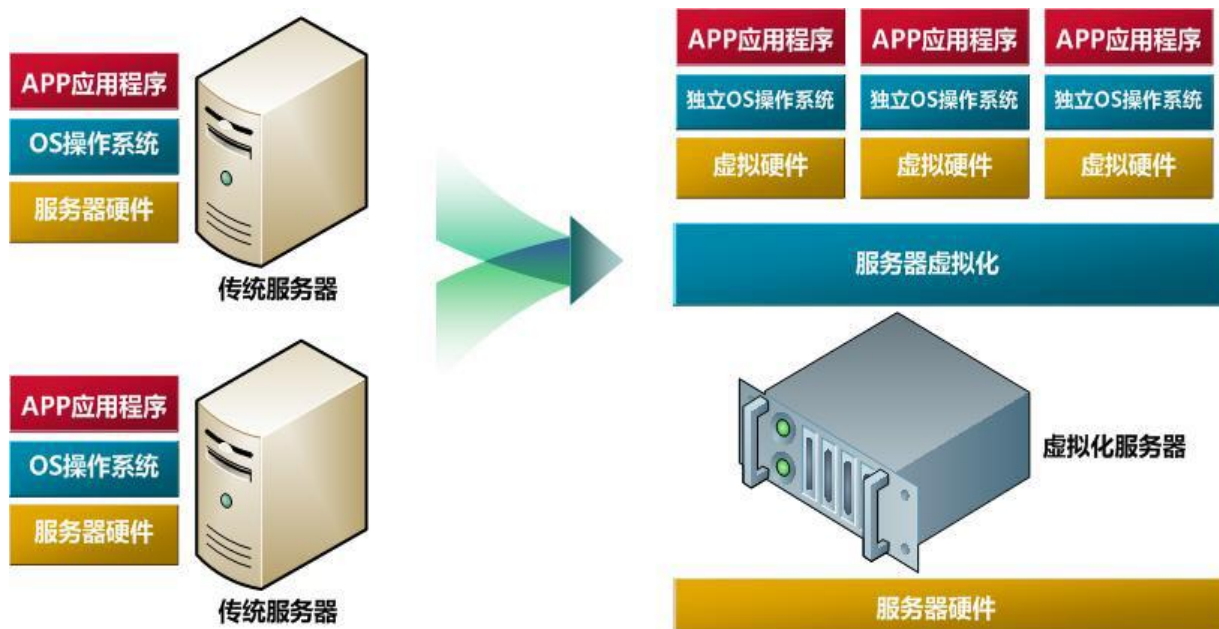 APP应用程序
OS操作系统
服务器硬件
传统服务器
APP应用程序
OS操作系统
服务器硬件
传统服务器
APP应用程序 APP应用程序 APP应用程序
独立OS操作系统 独立OS操作系统 独立OS操作系统
虚拟硬件 虚拟硬件 虚拟硬件
服务器虚拟化
虚拟化服务器
服务器硬件